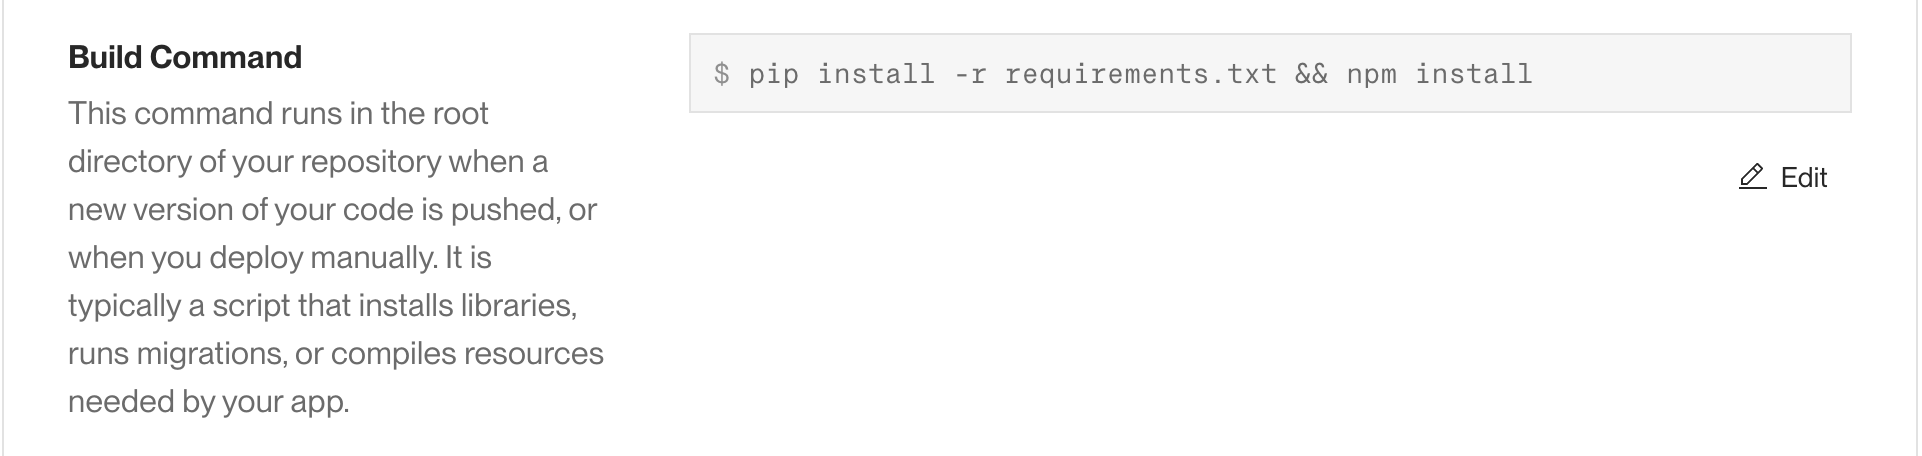 Build Command
This command runs in the root
directory of your repository when a
new version of your code is pushed, or
when you deploy manually. It is
typically a script that installs libraries,
runs migrations, or compiles resources
needed by your app.
$ pip install -r requirements.txt && npm install
Edit